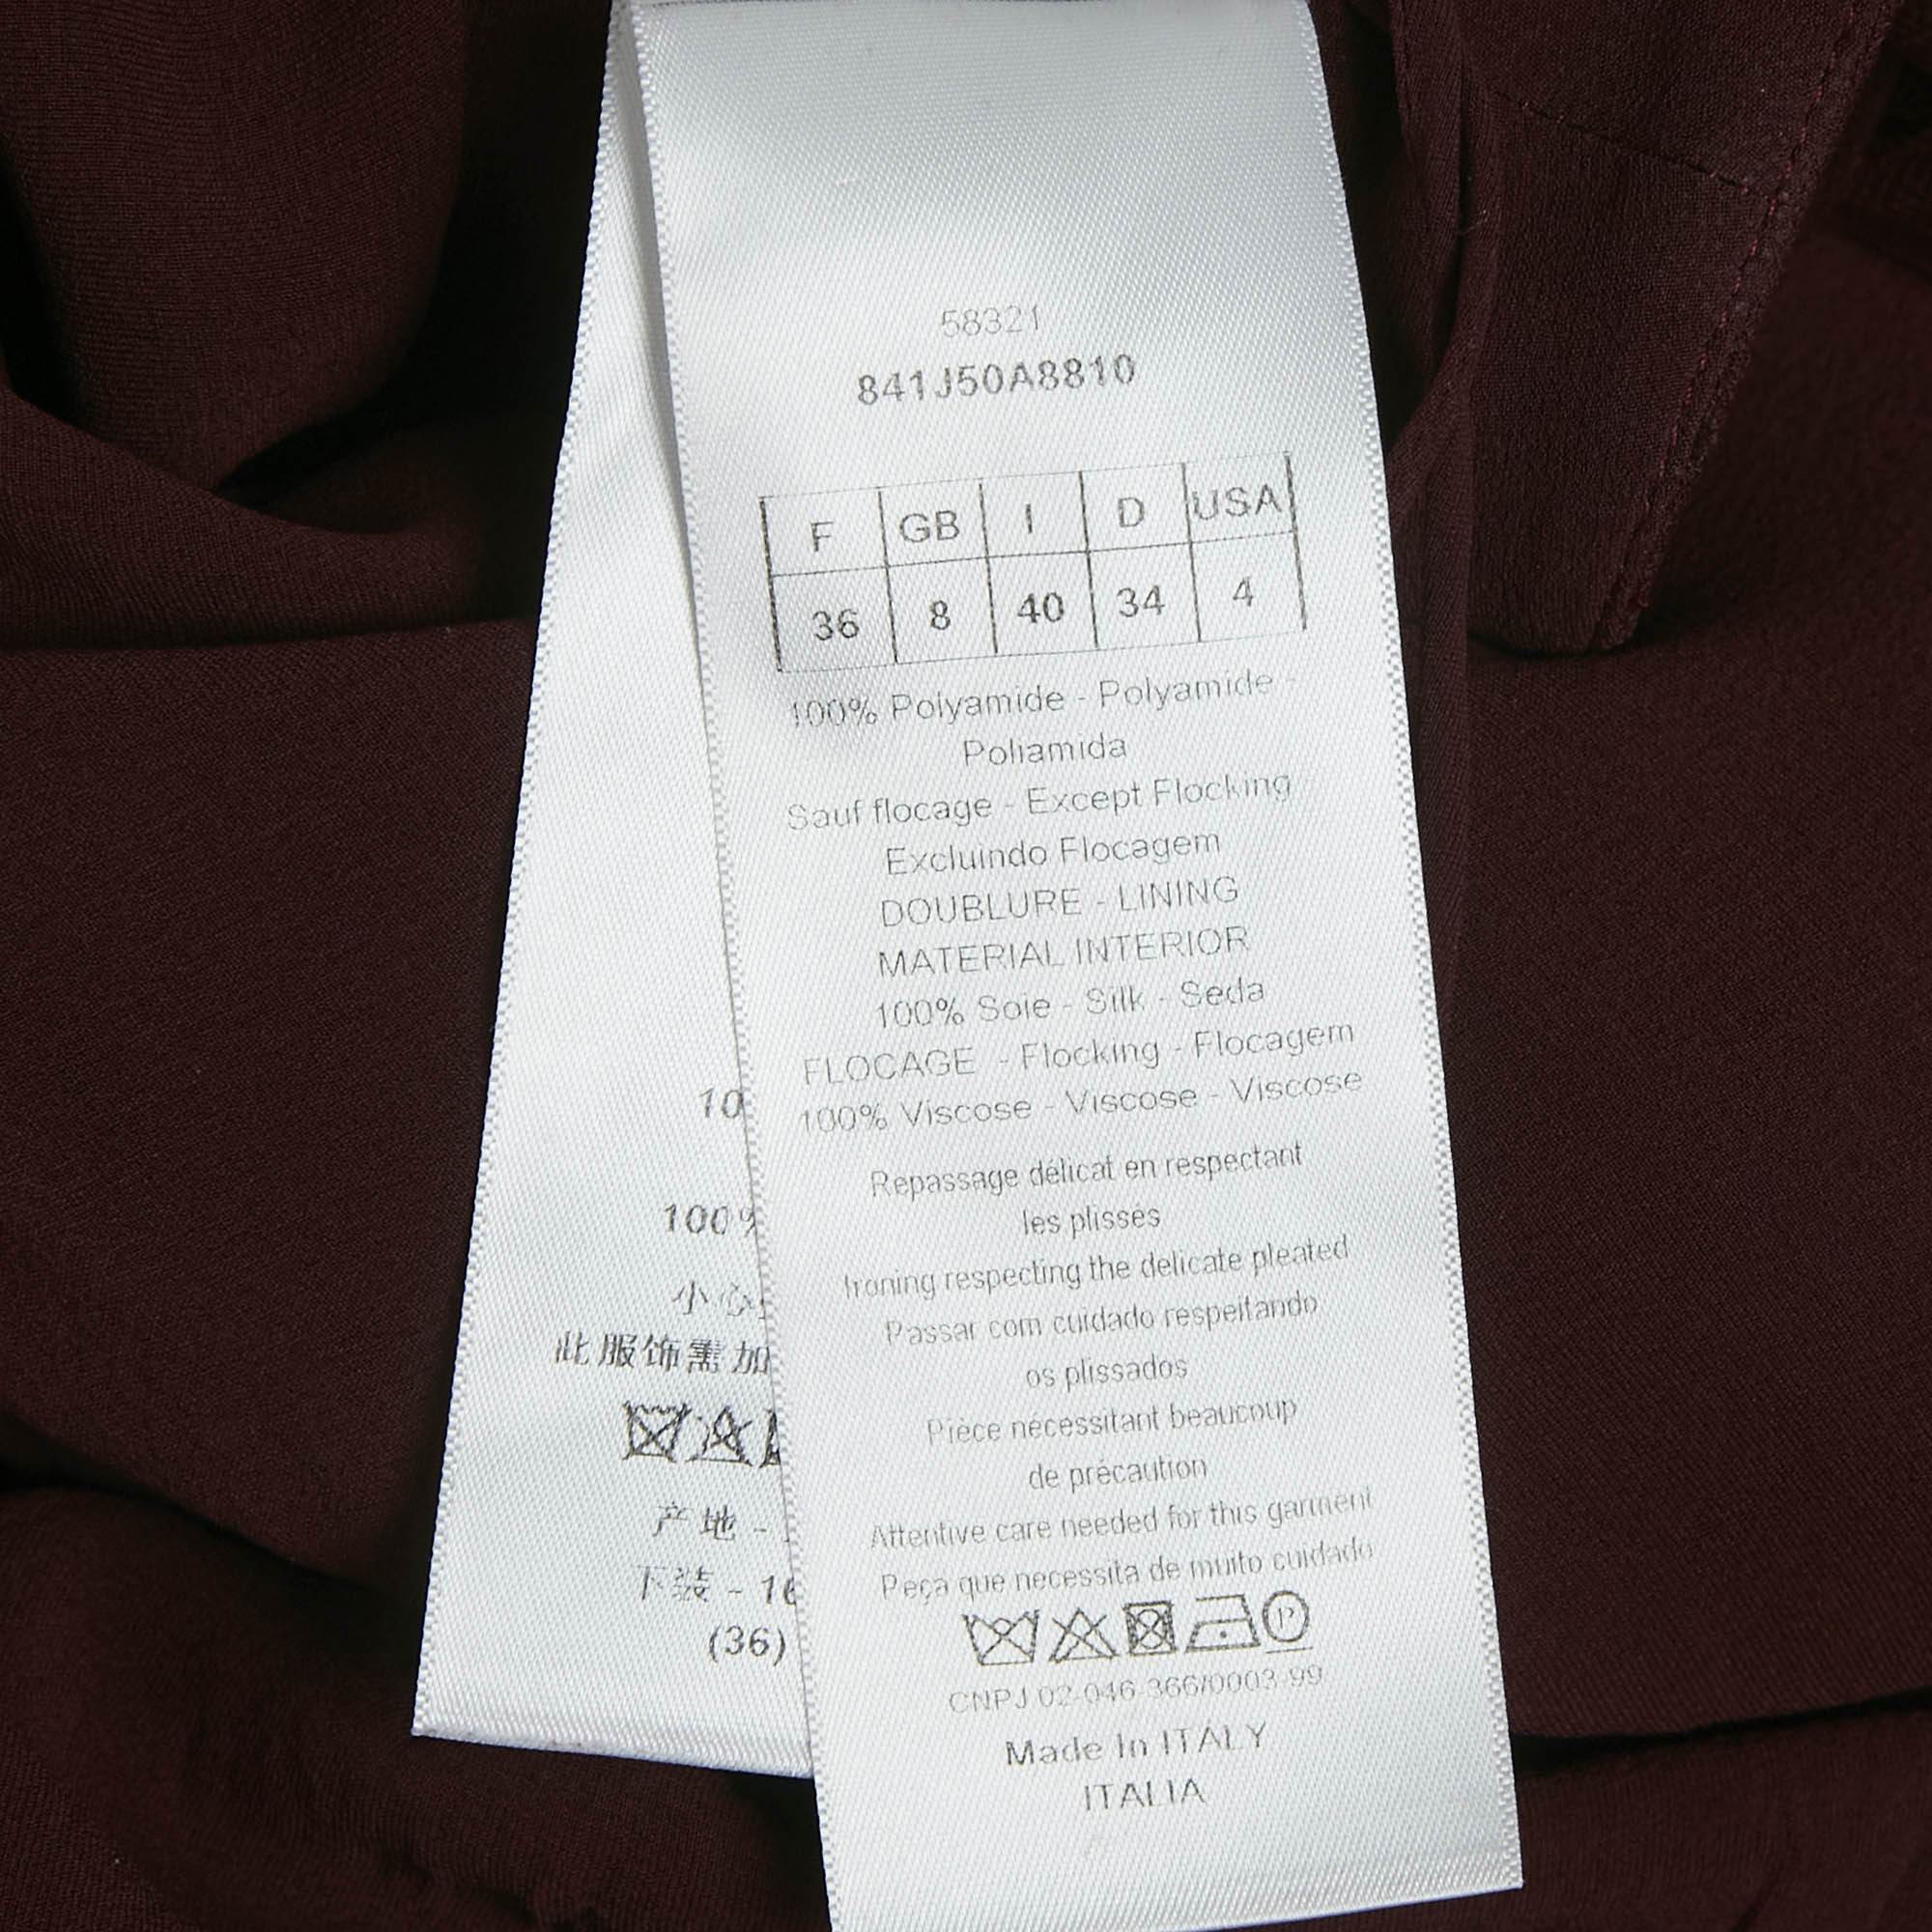 58321
841J50A8810
F GB I D USA
36 8 40 34 4
100% Polyamide - Polyamide -
Poliamida
Sauf flocage - Except Flocking
Excluindo Flocagem
DOUBLURE - LINING
MATERIAL INTERIOR
100% Soie - Silk - Seda
FLOCAGE - Flocking - Flocagem
100% Viscose - Viscose - Viscose
Repassage délicat en respectant
les plissés
Ironing respecting the delicate pleated
Passar com cuidado respeitando
os plissados
Pièce nécessitant beaucoup
de précaution
Attentive care needed for this garment
Peça que necessita de muito cuidado
P
CNPJ 02-046-366/0003-99
Made In ITALY
ITALIA
10
100%
小心
此服饰需加
产地 -
下装 - 16
(36)